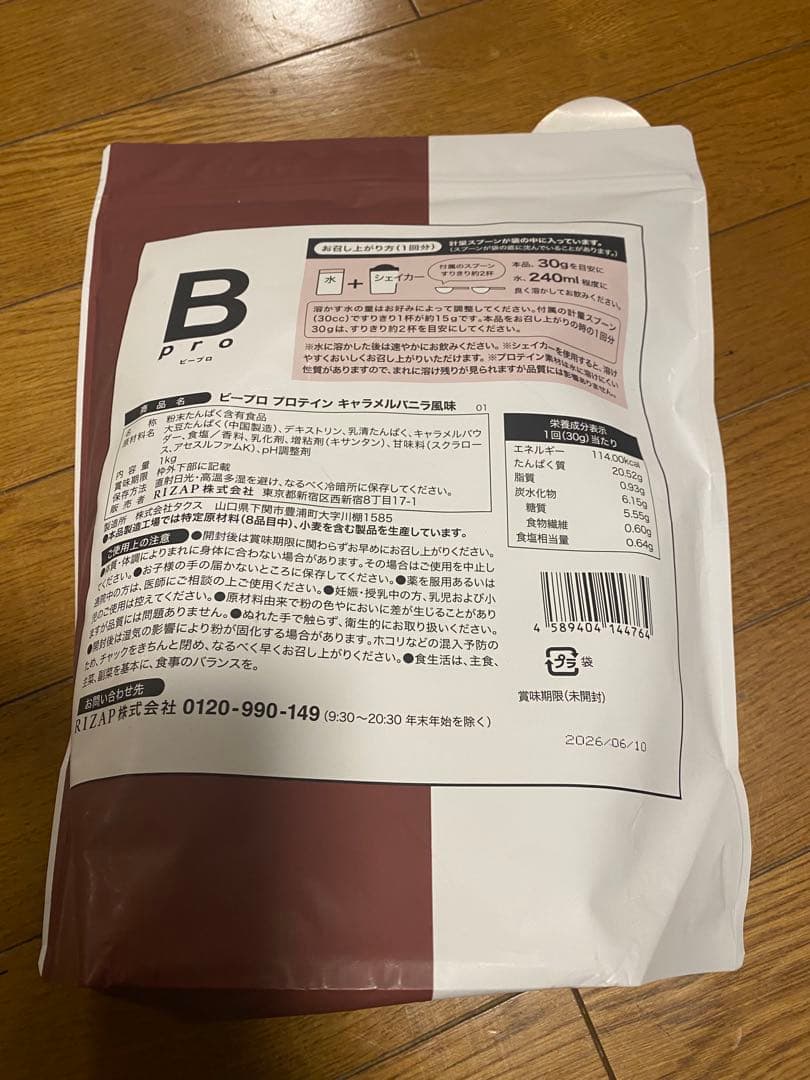 B
pro
ビープロ
お召し上がり方(1回分)
計量スプーンが袋の中に入っています。
(スプーンが袋の底に沈んでいることがあります。)
水
+
シェイカー
付属のスプーン
すりきり約2杯
本品、30gを目安に
水、240ml程度に
良く溶かしてお飲みください。
溶かす水の量はお好みによって調整してください。付属の計量スプーン
(30cc)ですりきり1杯が約15gです。本品をお召し上がりの時の1回分
30gは、すりきり約2杯を目安にしてください。
※水に溶かした後は速やかにお飲みください。※シェイカーを使用すると、溶け
やすくおいしくお召し上がりいただけます。※プロテイン素材は水に溶けにくい
性質がありますので、まれに溶け残りが見られますが品質には影響ありません。
商品名 ビープロ プロテイン キャラメルバニラ風味 01
名称 粉末たんぱく含有食品
原材料名 大豆たんぱく(中国製造)、デキストリン、乳清たんぱく、キャラメルパウ
ダー、食塩/香料、乳化剤、増粘剤(キサンタン)、甘味料(スクラロー
ス、アセスルファムK)、pH調整剤
内容量 1kg
賞味期限 枠外下部に記載
保存方法 直射日光・高温多湿を避け、なるべく冷暗所に保存してください。
販売者 RIZAP株式会社 東京都新宿区西新宿8丁目17-1
製造所 株式会社タクス 山口県下関市豊浦町大字川棚1585
●本品製造工場では特定原材料(8品目中)、小麦を含む製品を生産しています。
栄養成分表示
1回(30g)当たり
エネルギー 114.00kcal
たんぱく質 20.52g
脂質 0.93g
炭水化物 6.15g
糖質 5.55g
食物繊維 0.60g
食塩相当量 0.64g
ご使用上の注意 ●開封後は賞味期限に関わらずお早めにお召し上がりください。
●体質・体調によりまれに身体に合わない場合があります。その場合はご使用を中止し
てください。●お子様の手の届かないところに保存してください。●薬を服用あるいは
通院中の方は、医師にご相談の上ご使用ください。●妊娠・授乳中の方、乳児および小
児のご使用は控えてください。●原材料由来で粉の色やにおいに差が生じることがあり
ますが品質には問題ありません。●ぬれた手で触らず、衛生的にお取り扱いください。
●開封後は湿気の影響により粉が固化する場合があります。ホコリなどの混入予防の
ため、チャックをきちんと閉め、なるべく早くお召し上がりください。●食生活は、主食、
主菜、副菜を基本に、食事のバランスを。
4 589404 144764
プラ 袋
お問い合わせ先
RIZAP株式会社 0120-990-149(9:30〜20:30 年末年始を除く)
賞味期限(未開封)
2026/06/10